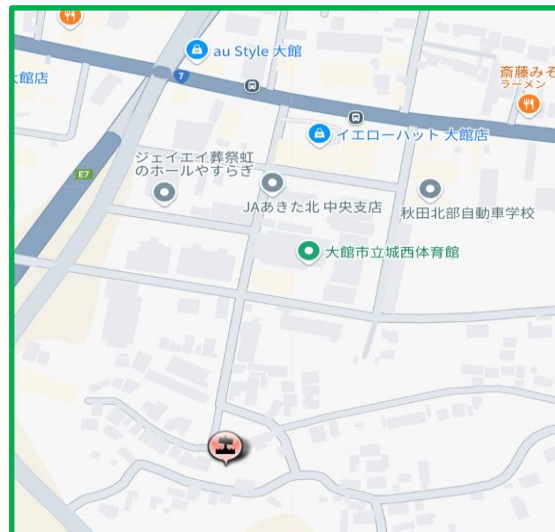 au Style 大館
7
斎藤みそ
ラーメン
大館店
イエローハット 大館店
E7
ジェイエイ葬祭虹
のホールやすらぎ
JAあきた北 中央支店
秋田北部自動車学校
大館市立城西体育館